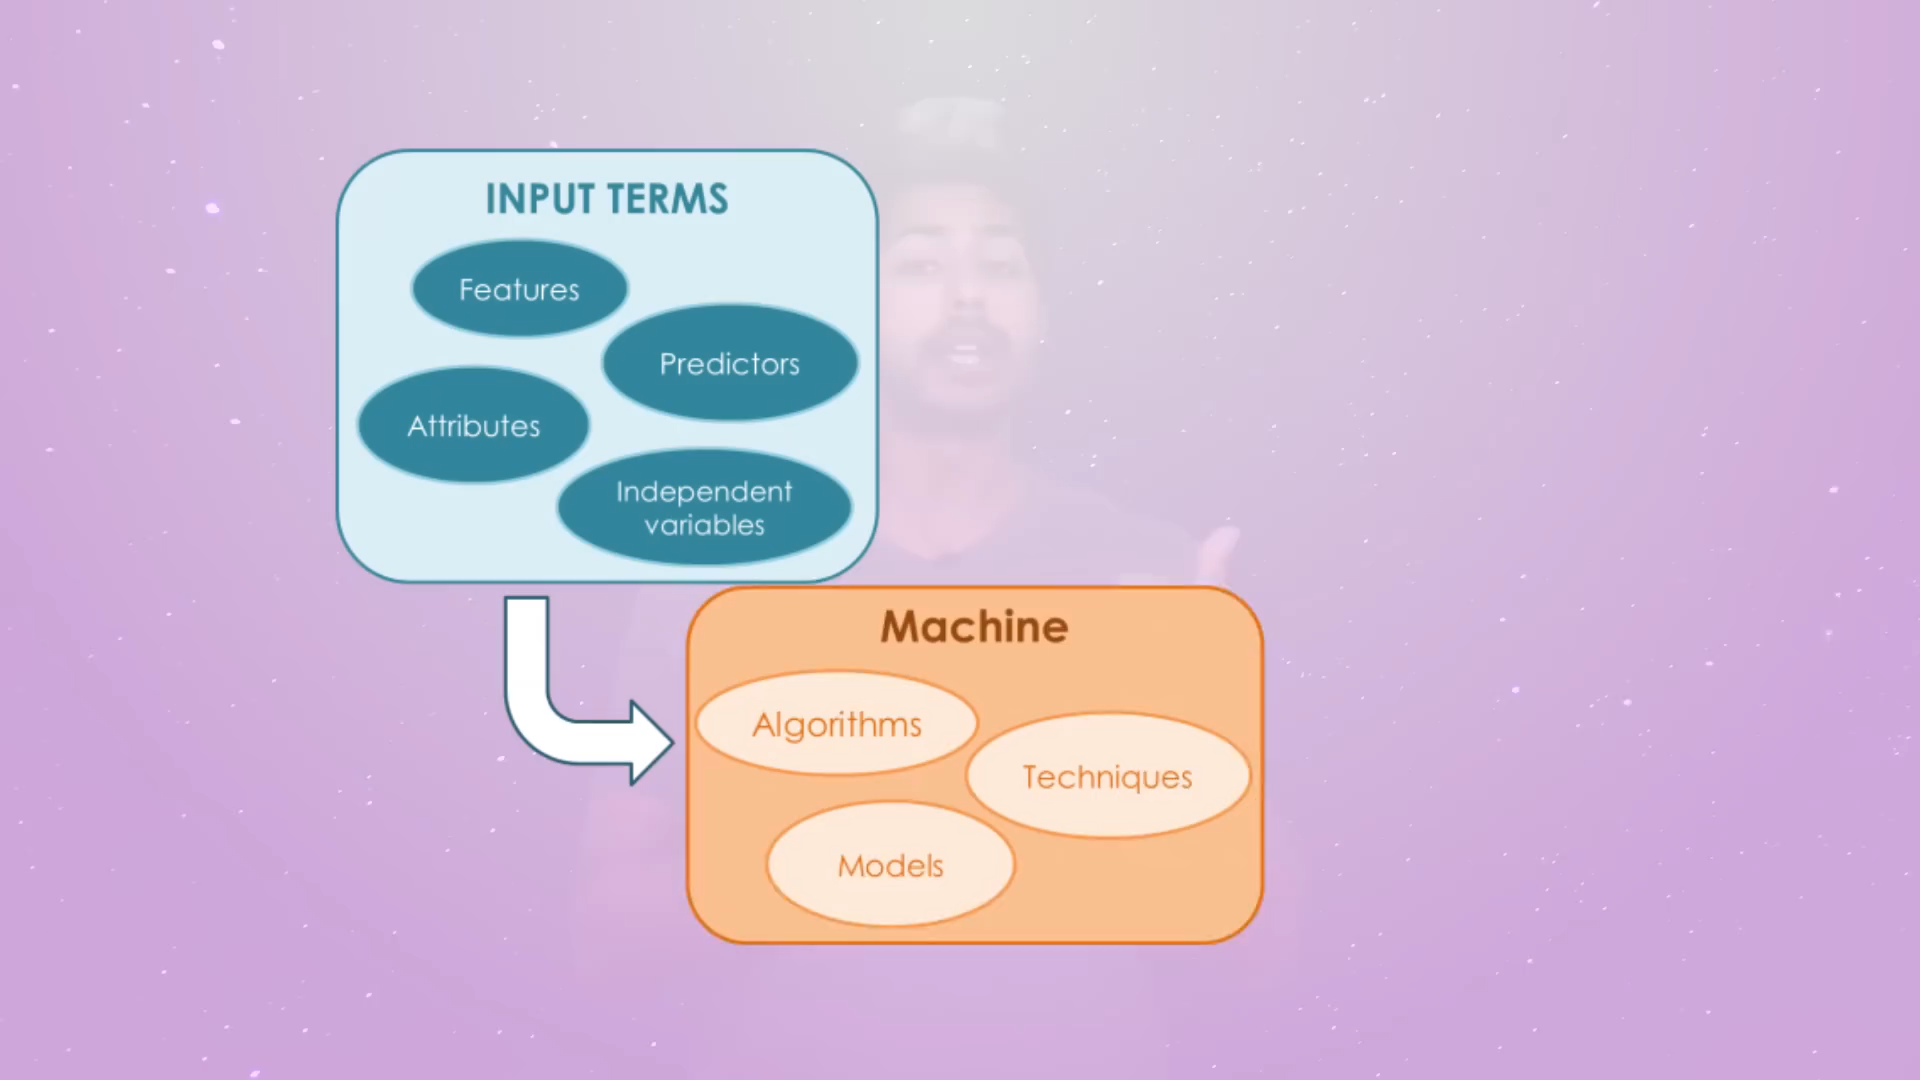 INPUT TERMS
Features
Predictors
Attributes
Independent
variables
Machine
Algorithms
Techniques
Models